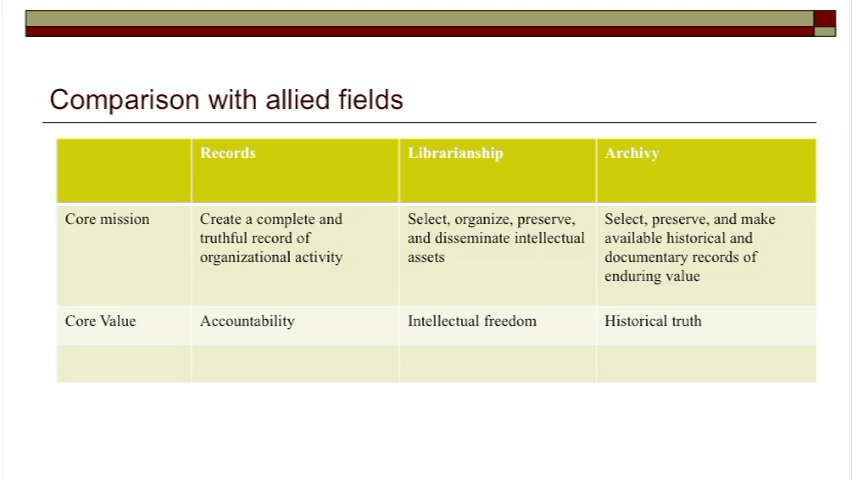 Comparison with allied fields
Records
Librarianship
Archivy
Core mission
Create a complete and
truthful record of
organizational activity
Select, organize, preserve,
and disseminate intellectual
assets
Select, preserve, and make
available historical and
documentary records of
enduring value
Core Value
Accountability
Intellectual freedom
Historical truth